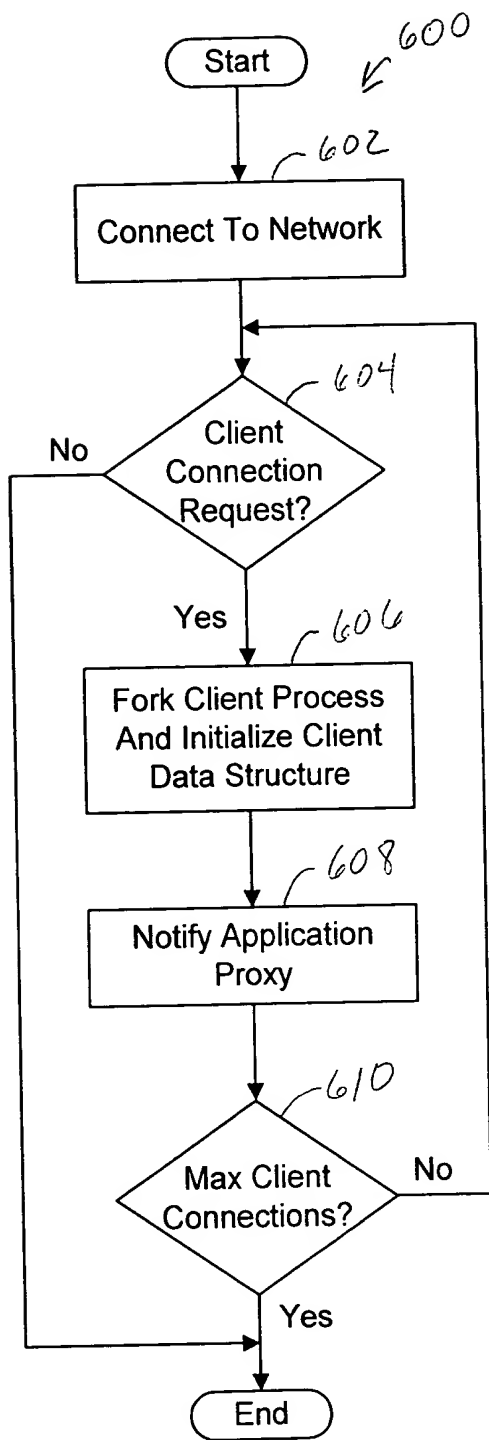 600
Start
602
Connect To Network
604
No
Client
Connection
Request?
Yes
606
Fork Client Process
And Initialize Client
Data Structure
608
Notify Application
Proxy
610
Max Client
Connections?
No
Yes
End